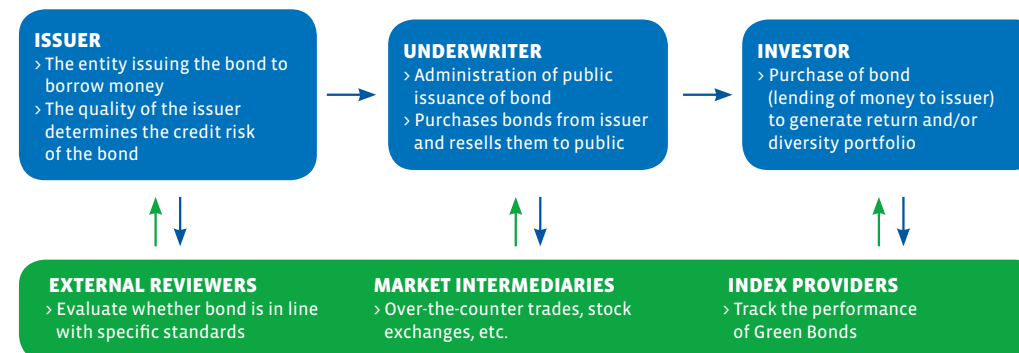 ISSUER
› The entity issuing the bond to
borrow money
› The quality of the issuer
determines the credit risk
of the bond
UNDERWRITER
› Administration of public
issuance of bond
› Purchases bonds from issuer
and resells them to public
INVESTOR
› Purchase of bond
(lending of money to issuer)
to generate return and/or
diversity portfolio
EXTERNAL REVIEWERS
› Evaluate whether bond is in line
with specific standards
MARKET INTERMEDIARIES
› Over-the-counter trades, stock
exchanges, etc.
INDEX PROVIDERS
› Track the performance
of Green Bonds